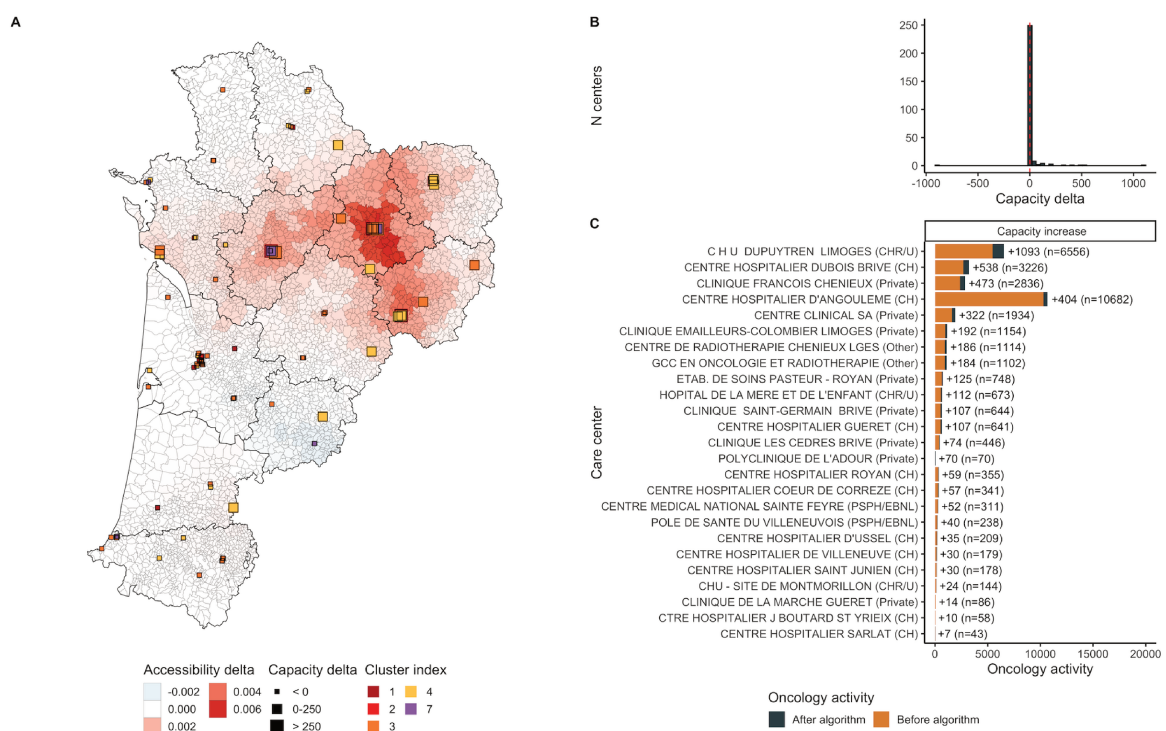 A
Accessibility delta
-0.002
0.000
0.002
0.004
0.006
Capacity delta
< 0
0-250
> 250
Cluster index
1
2
3
4
7
B
N centers
250
200
150
100
50
0
-1000
-500
0
500
1000
Capacity delta
C
Care center
Capacity increase
C H U DUPUYTREN LIMOGES (CHR/U) +1093 (n=6556)
CENTRE HOSPITALIER DUBOIS BRIVE (CH) +538 (n=3226)
CLINIQUE FRANCOIS CHENIEUX (Private) +473 (n=2836)
CENTRE HOSPITALIER D'ANGOULEME (CH) +404 (n=10682)
CENTRE CLINICAL SA (Private) +322 (n=1934)
CLINIQUE EMAILLEURS-COLOMBIER LIMOGES (Private) +192 (n=1154)
CENTRE DE RADIOTHERAPIE CHENIEUX LGES (Other) +186 (n=1114)
GCC EN ONCOLOGIE ET RADIOTHERAPIE (Other) +184 (n=1102)
ETAB. DE SOINS PASTEUR - ROYAN (Private) +125 (n=748)
HOPITAL DE LA MERE ET DE L'ENFANT (CHR/U) +112 (n=673)
CLINIQUE SAINT-GERMAIN BRIVE (Private) +107 (n=644)
CENTRE HOSPITALIER GUERET (CH) +107 (n=641)
CLINIQUE LES CEDRES BRIVE (Private) +74 (n=446)
POLYCLINIQUE DE L'ADOUR (Private) +70 (n=70)
CENTRE HOSPITALIER ROYAN (CH) +59 (n=355)
CENTRE HOSPITALIER COEUR DE CORREZE (CH) +57 (n=341)
CENTRE MEDICAL NATIONAL SAINTE FEYRE (PSPH/EBNL) +52 (n=311)
POLE DE SANTE DU VILLENEUVOIS (PSPH/EBNL) +40 (n=238)
CENTRE HOSPITALIER D'USSEL (CH) +35 (n=209)
CENTRE HOSPITALIER DE VILLENEUVE (CH) +30 (n=179)
CENTRE HOSPITALIER SAINT JUNIEN (CH) +30 (n=178)
CHU - SITE DE MONTMORILLON (CHR/U) +24 (n=144)
CLINIQUE DE LA MARCHE GUERET (Private) +14 (n=86)
CTRE HOSPITALIER J BOUTARD ST YRIEIX (CH) +10 (n=58)
CENTRE HOSPITALIER SARLAT (CH) +7 (n=43)
0
5000
10000
15000
20000
Oncology activity
Oncology activity
After algorithm
Before algorithm